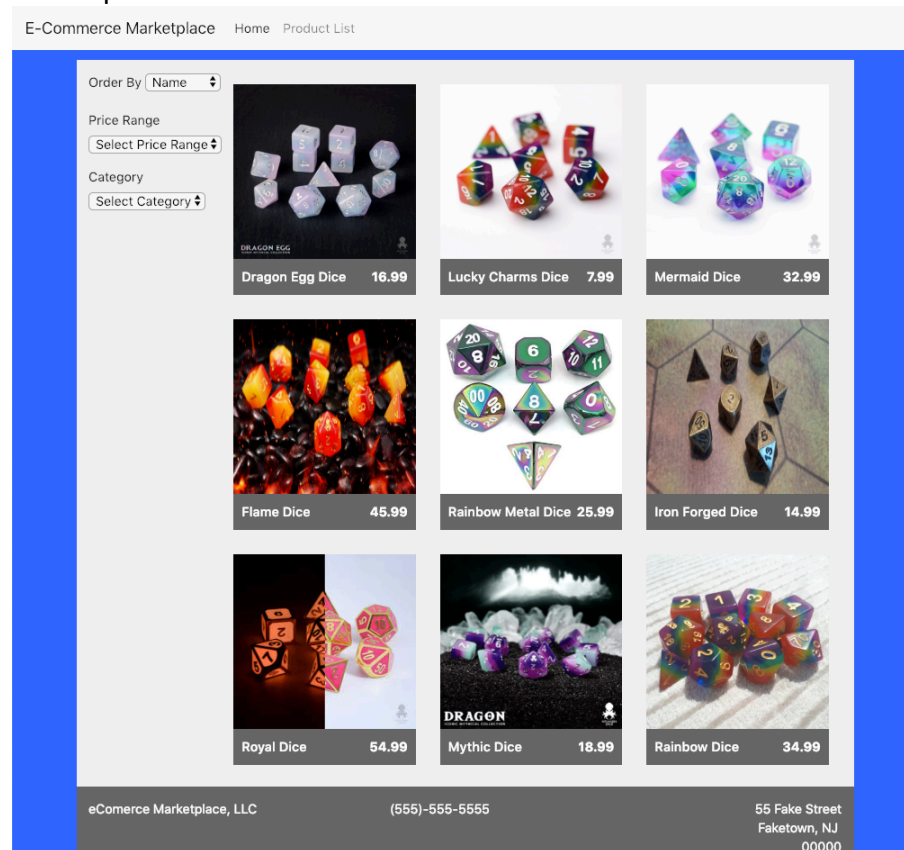 E-Commerce Marketplace Home Product List
Order By Name
Price Range
Select Price Range
Category
Select Category
DRAGON EGG
Dragon Egg Dice 16.99
Lucky Charms Dice 7.99
Mermaid Dice 32.99
Flame Dice 45.99
Rainbow Metal Dice 25.99
Iron Forged Dice 14.99
DRAGON
Royal Dice 54.99
Mythic Dice 18.99
Rainbow Dice 34.99
eComerce Marketplace, LLC (555)-555-5555 55 Fake Street
Faketown, NJ
00000